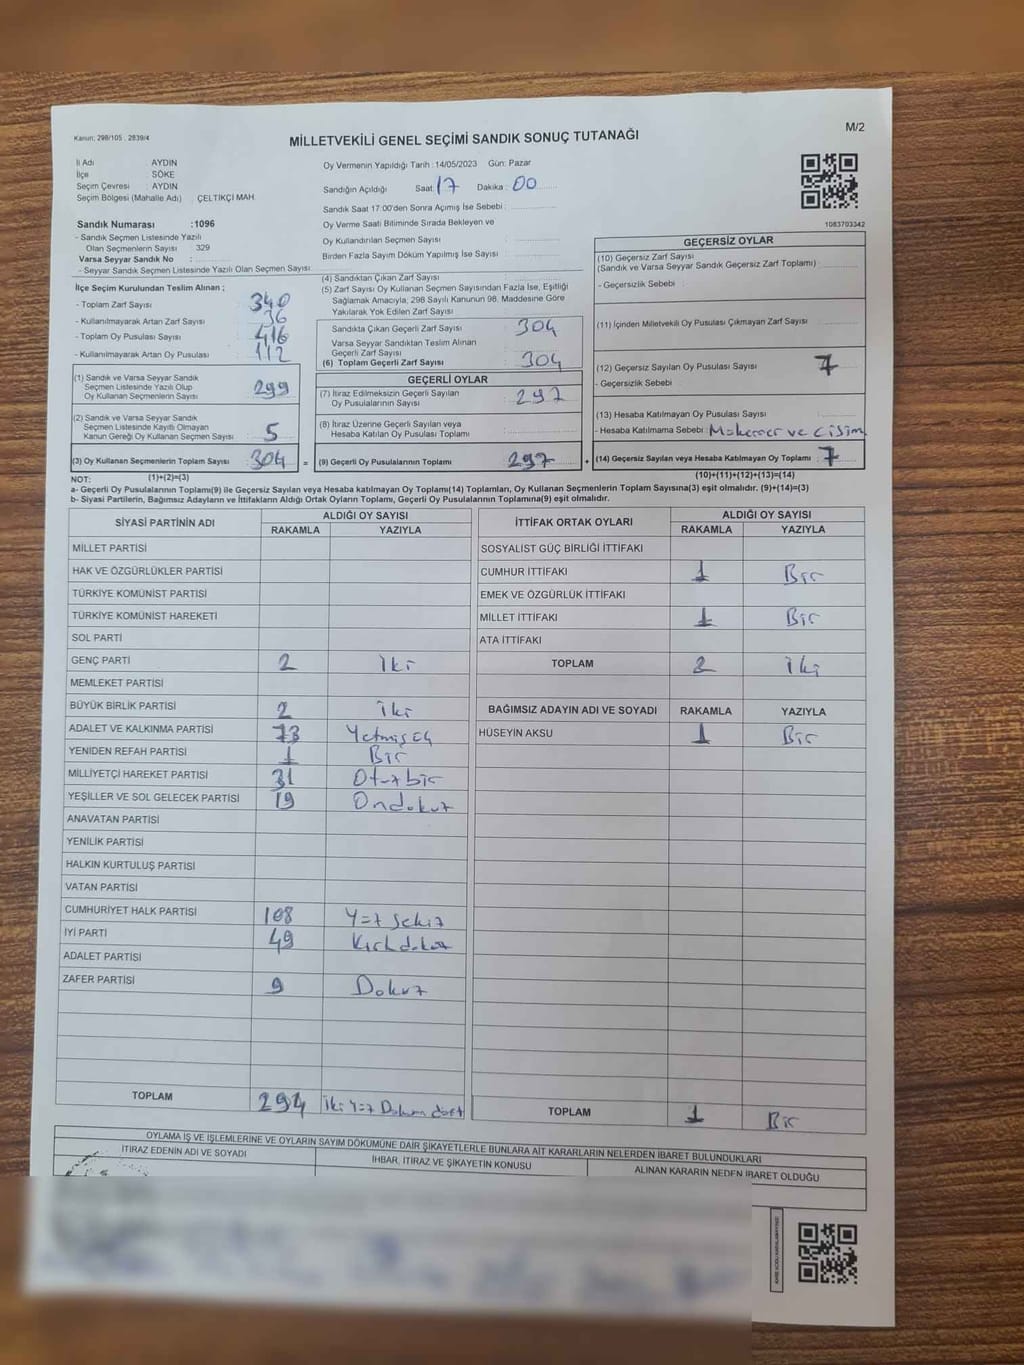 Kanun: 298/105 , 2839/4
M/2
MİLLETVEKİLİ GENEL SEÇİMİ SANDIK SONUÇ TUTANAĞI
İl Adı : AYDIN
İlçe : SÖKE
Seçim Çevresi : AYDIN
Seçim Bölgesi (Mahalle Adı) : ÇELTİKÇİ MAH.
Sandık Numarası :1096
- Sandık Seçmen Listesinde Yazılı
Olan Seçmenlerin Sayısı : 329
Varsa Seyyar Sandık No :
- Seyyar Sandık Seçmen Listesinde Yazılı Olan Seçmen Sayısı:
İlçe Seçim Kurulundan Teslim Alınan ;
- Toplam Zarf Sayısı : 340
- Kullanılmayarak Artan Zarf Sayısı : 36
- Toplam Oy Pusulası Sayısı : 416
- Kullanılmayarak Artan Oy Pusulası : 112
(1) Sandık ve Varsa Seyyar Sandık
Seçmen Listesinde Yazılı Olup
Oy Kullanan Seçmenlerin Sayısı : 299
(2) Sandık ve Varsa Seyyar Sandık
Seçmen Listesinde Kayıtlı Olmayan
Kanun Gereği Oy Kullanan Seçmen Sayısı : 5
(3) Oy Kullanan Seçmenlerin Toplam Sayısı : 304
(1)+(2)=(3)
Oy Vermenin Yapıldığı Tarih : 14/05/2023 Gün: Pazar
Sandığın Açıldığı Saat: 17 Dakika : 00
Sandık Saat 17:00'den Sonra Açılmış İse Sebebi :
Oy Verme Saati Bitiminde Sırada Bekleyen ve
Oy Kullandırılan Seçmen Sayısı :
Birden Fazla Sayım Döküm Yapılmış İse Sayısı :
(4) Sandıktan Çıkan Zarf Sayısı :
(5) Zarf Sayısı Oy Kullanan Seçmen Sayısından Fazla İse, Eşitliği
Sağlamak Amacıyla, 298 Sayılı Kanunun 98. Maddesine Göre
Yakılarak Yok Edilen Zarf Sayısı :
Sandıkta Çıkan Geçerli Zarf Sayısı : 304
Varsa Seyyar Sandıktan Teslim Alınan
Geçerli Zarf Sayısı :
(6) Toplam Geçerli Zarf Sayısı : 304
GEÇERLİ OYLAR
(7) İtiraz Edilmeksizin Geçerli Sayılan
Oy Pusulalarının Sayısı : 297
(8) İtiraz Üzerine Geçerli Sayılan veya
Hesaba Katılan Oy Pusulası Toplamı :
= (9) Geçerli Oy Pusulalarının Toplamı : 297 +
1083703342
GEÇERSİZ OYLAR
(10) Geçersiz Zarf Sayısı
(Sandık ve Varsa Seyyar Sandık Geçersiz Zarf Toplamı) :
- Geçersizlik Sebebi :
(11) İçinden Milletvekili Oy Pusulası Çıkmayan Zarf Sayısı :
(12) Geçersiz Sayılan Oy Pusulası Sayısı : 7
- Geçersizlik Sebebi :
(13) Hesaba Katılmayan Oy Pusulası Sayısı :
- Hesaba Katılmama Sebebi : ve
(14) Geçersiz Sayılan veya Hesaba Katılmayan Oy Toplamı : 7
(10)+(11)+(12)+(13)=(14)
NOT:
a- Geçerli Oy Pusulalarının Toplamı(9) ile Geçersiz Sayılan veya Hesaba Katılmayan Oy Toplamı(14) Toplamları, Oy Kullanan Seçmenlerin Toplam Sayısına(3) eşit olmalıdır. (9)+(14)=(3)
b- Siyasi Partilerin, Bağımsız Adayların ve İttifakların Aldığı Ortak Oyların Toplamı, Geçerli Oy Pusulalarının Toplamına(9) eşit olmalıdır.
SİYASİ PARTİNİN ADI ALDIĞI OY SAYISI
RAKAMLA YAZIYLA
MİLLET PARTİSİ
HAK VE ÖZGÜRLÜKLER PARTİSİ
TÜRKİYE KOMÜNİST PARTİSİ
TÜRKİYE KOMÜNİST HAREKETİ
SOL PARTİ
GENÇ PARTİ 2 İki
MEMLEKET PARTİSİ
BÜYÜK BİRLİK PARTİSİ 2 İki
ADALET VE KALKINMA PARTİSİ 73 Yetmişüç
YENİDEN REFAH PARTİSİ 1 Bir
MİLLİYETÇİ HAREKET PARTİSİ 31 Otuzbir
YEŞİLLER VE SOL GELECEK PARTİSİ 19 Ondokuz
ANAVATAN PARTİSİ
YENİLİK PARTİSİ
HALKIN KURTULUŞ PARTİSİ
VATAN PARTİSİ
CUMHURİYET HALK PARTİSİ 108 Yüz Sekiz
İYİ PARTİ 49 Kırkdokuz
ADALET PARTİSİ
ZAFER PARTİSİ 9 Dokuz
TOPLAM 294 İki Yüz Doksan dört
İTTİFAK ORTAK OYLARI ALDIĞI OY SAYISI
RAKAMLA YAZIYLA
SOSYALIST GÜÇ BİRLİĞİ İTTİFAKI
CUMHUR İTTİFAKI 1 Bir
EMEK VE ÖZGÜRLÜK İTTİFAKI
MİLLET İTTİFAKI 1 Bir
ATA İTTİFAKI
TOPLAM 2 İki
BAĞIMSIZ ADAYIN ADI VE SOYADI RAKAMLA YAZIYLA
HÜSEYİN AKSU 1 Bir
TOPLAM 1 Bir
OYLAMA İŞ VE İŞLEMLERİNE VE OYLARIN SAYIM DÖKÜMÜNE DAİR ŞİKAYETLERLE BUNLARA AİT KARARLARIN NELERDEN İBARET BULUNDUKLARI
İTİRAZ EDENİN ADI VE SOYADI İHBAR, İTİRAZ VE ŞİKAYETİN KONUSU ALINAN KARARIN NEDEN İBARET OLDUĞU